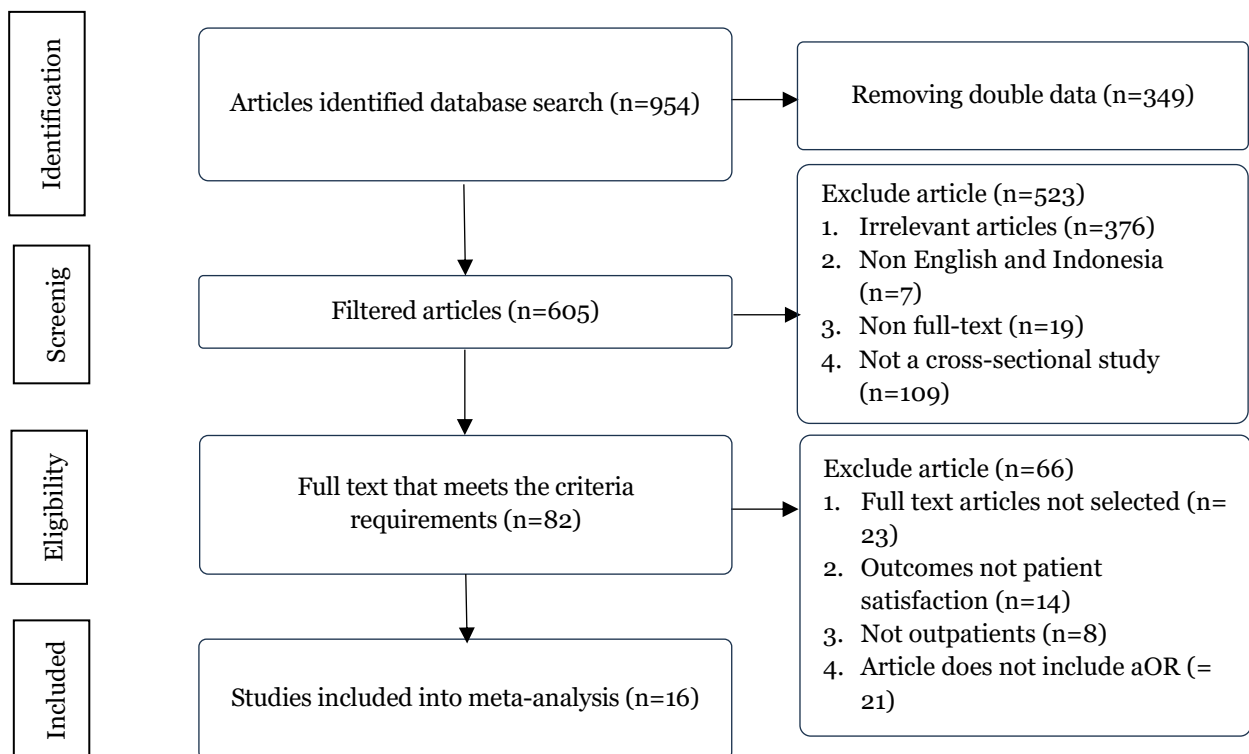 Identification
Articles identified database search (n=954)
Removing double data (n=349)
Screenig
Filtered articles (n=605)
Exclude article (n=523)
1. Irrelevant articles (n=376)
2. Non English and Indonesia
(n=7)
3. Non full-text (n=19)
4. Not a cross-sectional study
(n=109)
Eligibility
Full text that meets the criteria
requirements (n=82)
Exclude article (n=66)
1. Full text articles not selected (n=
23)
2. Outcomes not patient
satisfaction (n=14)
3. Not outpatients (n=8)
4. Article does not include aOR (=
21)
Included
Studies included into meta-analysis (n=16)